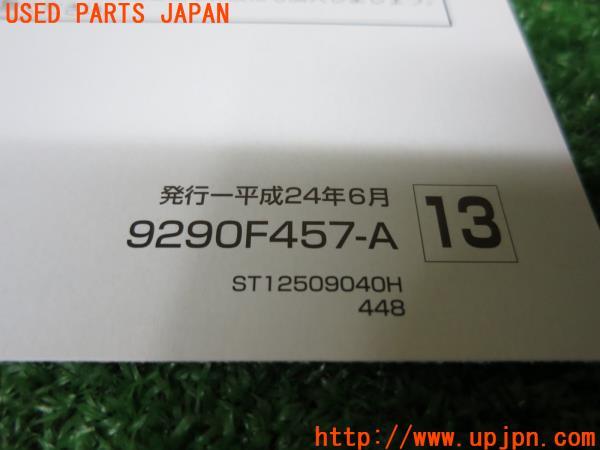 USED PARTS JAPAN
発行ー平成24年6月
9290F457-A
13
ST12509040H
448
http://www.upjpn.com/